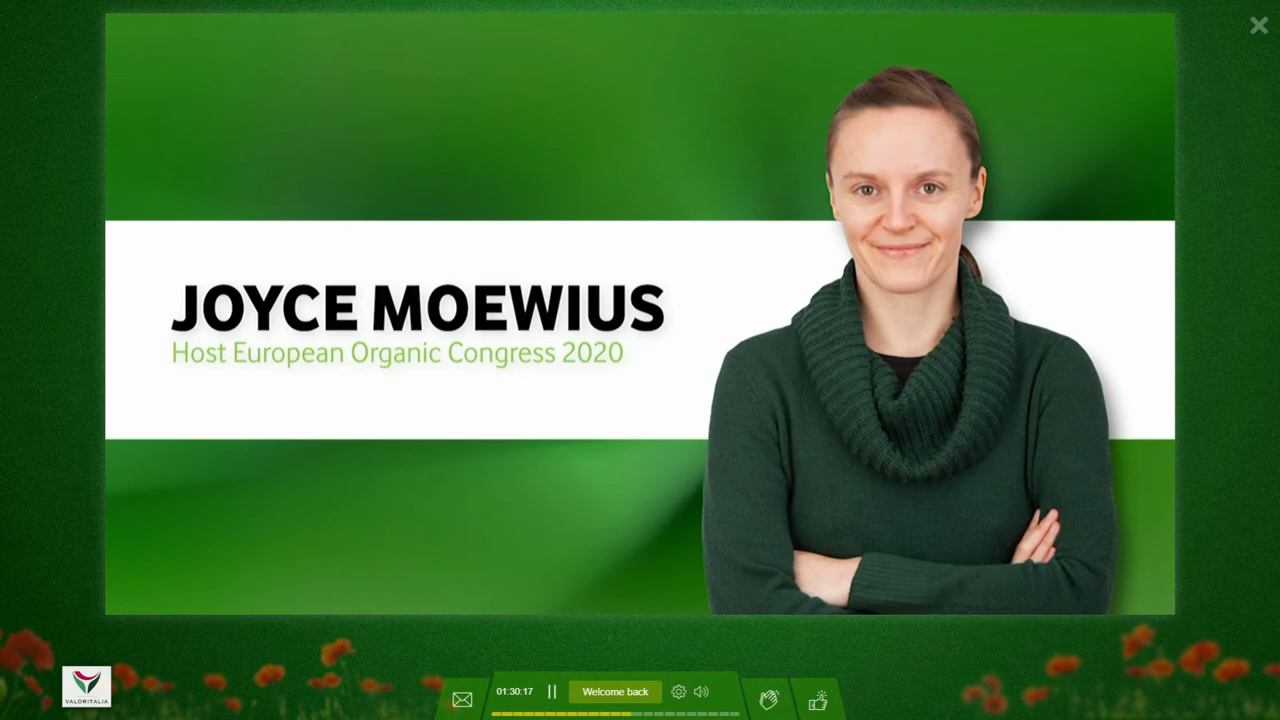 JOYCE MOEWIUS
Host European Organic Congress 2020
VALORITALIA
01:30:17
Welcome back